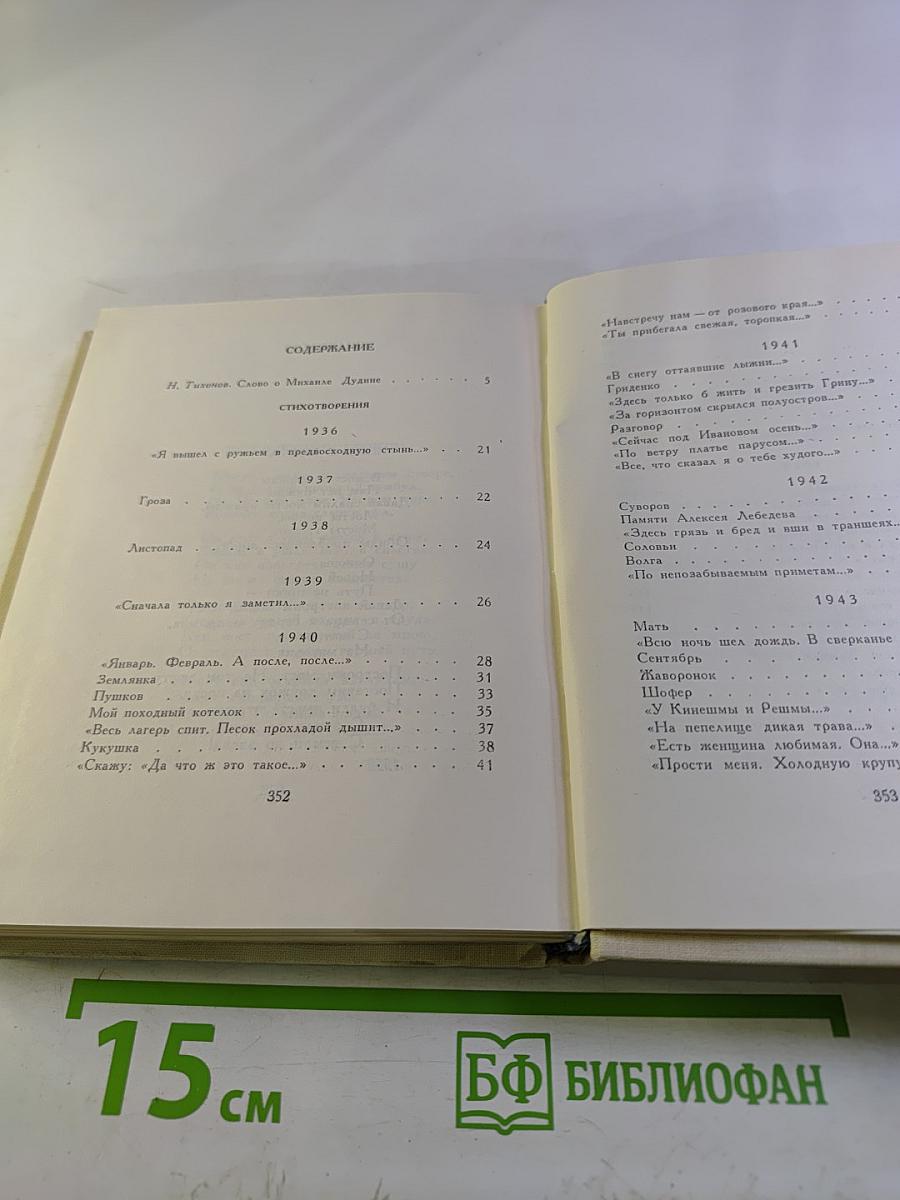 СОДЕРЖАНИЕ
Н. Тихонов. Слово о Михаиле Дудине . . . . . . 5
СТИХОТВОРЕНИЯ
1936
«Я вышел с ружьем в предвосходную стынь...» . . 21
1937
Гроза . . . . . . . . . . . . . . . . . . 22
1938
Листопад . . . . . . . . . . . . . . . . . 24
1939
«Сначала только я заметил...» . . . . . . . . . . 26
1940
«Январь. Февраль. А после, после...» . . . . . . 28
Землянка . . . . . . . . . . . . . . . . . 31
Пушков . . . . . . . . . . . . . . . . . . 33
Мой походный котелок . . . . . . . . . . . . 35
«Весь лагерь спит. Песок прохладой дышит...» . . . . 37
Кукушка . . . . . . . . . . . . . . . . . . 38
«Скажу: «Да что ж это такое...» . . . . . . . . 41
352
«Навстречу нам — от розового края...» . . . .
«Ты прибегала свежая, торопкая...» . . . . .
1941
«В снегу оттаявшие лыжни...» . . . . . .
Гриденко . . . . . . . . . . . .
«Здесь только б жить и грезить Грину...» . .
«За горизонтом скрылся полуостров...» . . .
Разговор . . . . . . . . . . . .
«Сейчас под Ивановом осень...» . . . . .
«По ветру платье парусом...» . . . . . .
«Все, что сказал я о тебе худого...» . . . .
1942
Суворов . . . . . . . . . . . . .
Памяти Алексея Лебедева . . . . . . .
«Здесь грязь и бред и вши в траншеях..
Соловьи . . . . . . . . . . . . .
Волга . . . . . . . . . . . . . .
«По непозабываемым приметам...» . . .
1943
Мать . . . . . . . . . . . . .
«Всю ночь шел дождь. В сверканье
Сентябрь . . . . . . . . . . .
Жаворонок . . . . . . . . . . .
Шофер . . . . . . . . . . . .
«У Кинешмы и Решмы...» . . . .
«На пепелище дикая трава...» . .
«Есть женщина любимая. Она...»
«Прости меня. Холодную крупу
353
15 см
БФ БИБЛИОФАН